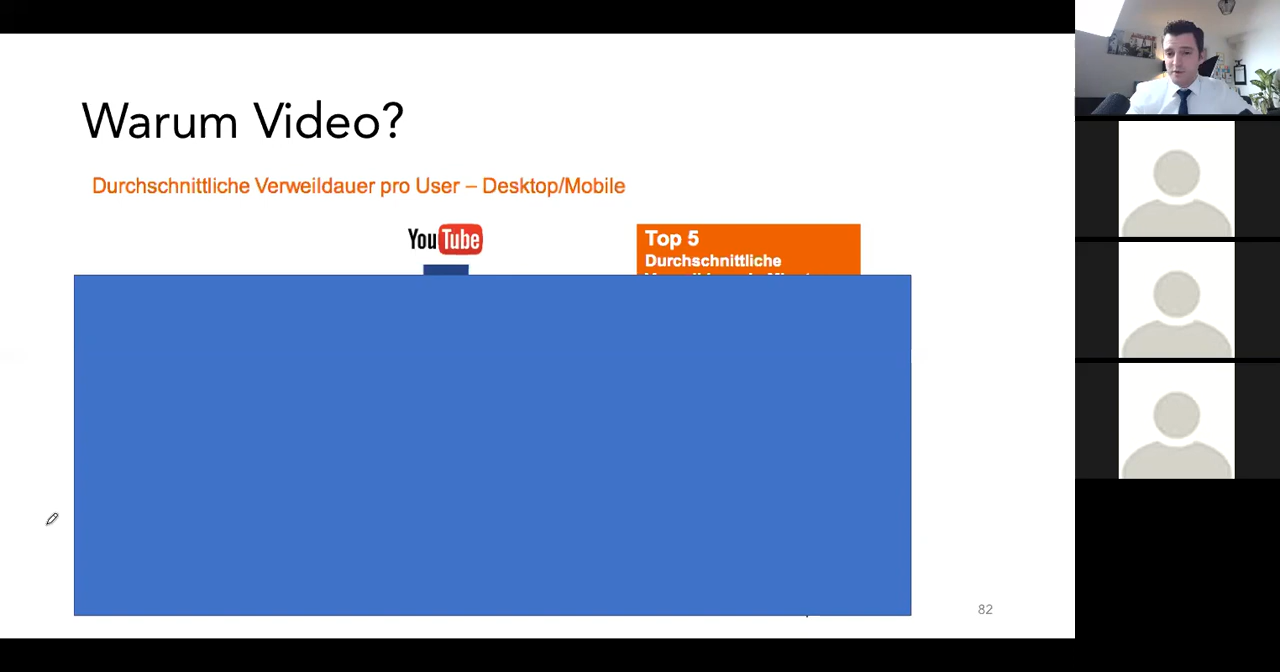 Warum Video?
Durchschnittliche Verweildauer pro User – Desktop/Mobile
YouTube
Top 5
Durchschnittliche
82